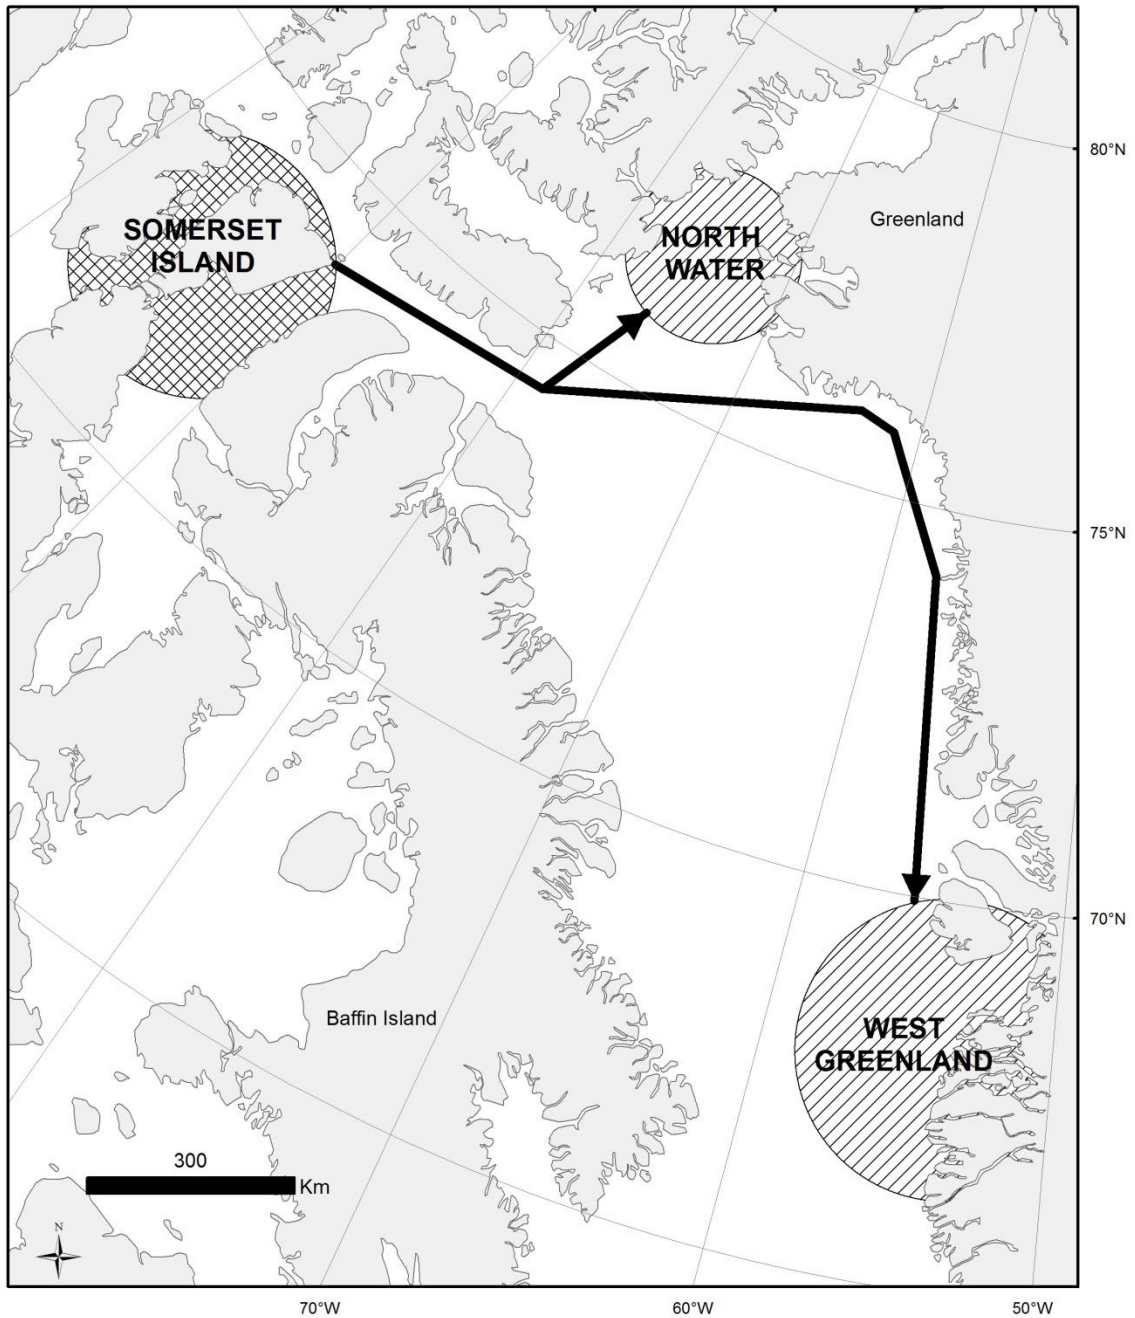 80°N
Greenland
SOMERSET
ISLAND
NORTH
WATER
75°N
70°N
Baffin Island
WEST
GREENLAND
300
Km
N
70°W
60°W
50°W